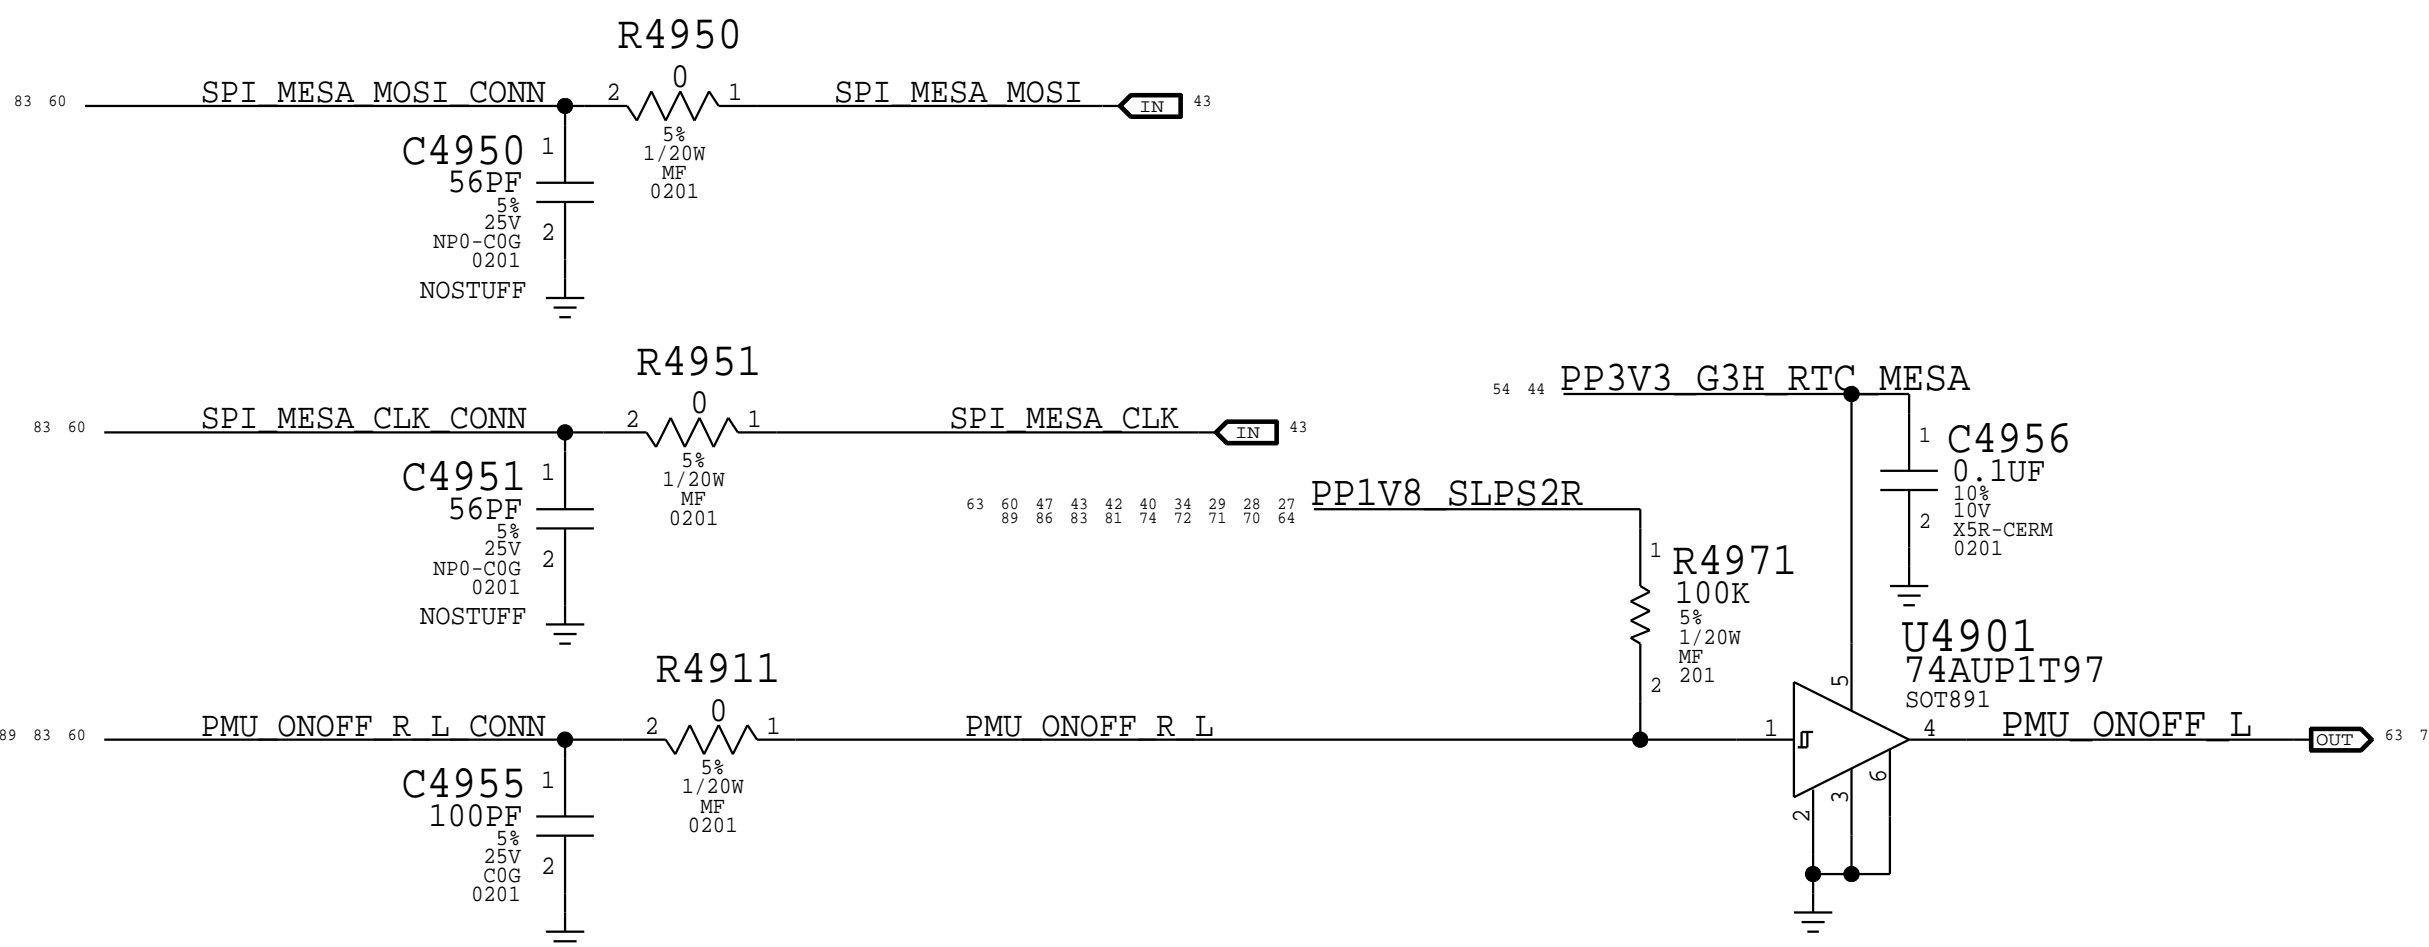 R4950
0
83 60 SPI_MESA_MOSI_CONN 2 1 SPI_MESA_MOSI IN 43
5%
1/20W
MF
0201
C4950 1
56PF
5%
25V
NP0-C0G
0201
2
NOSTUFF
R4951
0
83 60 SPI_MESA_CLK_CONN 2 1 SPI_MESA_CLK IN 43
5%
1/20W
MF
0201
C4951 1
56PF
5%
25V
NP0-C0G
0201
2
NOSTUFF
54 44 PP3V3_G3H_RTC_MESA
1 C4956
0.1UF
10%
10V
X5R-CERM
0201
2
63 60 47 43 42 40 34 29 28 27 PP1V8_SLPS2R
89 86 83 81 74 72 71 70 64
1 R4971
100K
5%
1/20W
MF
201
2
U4901
74AUP1T97
SOT891
R4911
0
89 83 60 PMU_ONOFF_R_L_CONN 2 1 PMU_ONOFF_R_L 1 5 4 PMU_ONOFF_L OUT 63 7
5%
1/20W
MF
0201
2 3 6
C4955 1
100PF
5%
25V
C0G
0201
2